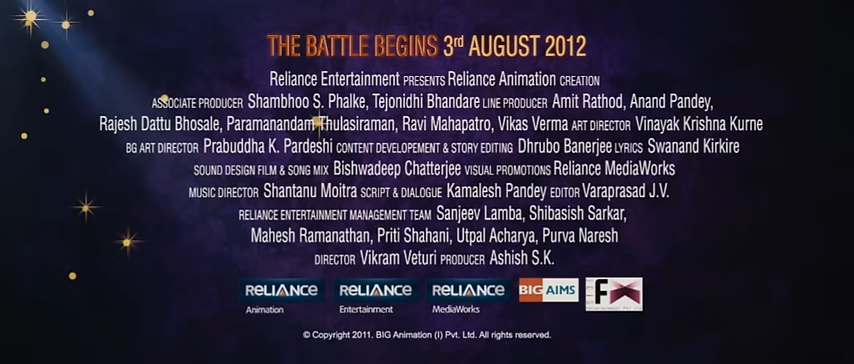 THE BATTLE BEGINS 3rd AUGUST 2012
Reliance Entertainment PRESENTS Reliance Animation CREATION
ASSOCIATE PRODUCER Shambhoo S. Phalke, Tejonidhi Bhandare LINE PRODUCER Amit Rathod, Anand Pandey,
Rajesh Dattu Bhosale, Paramanandam Thulasiraman, Ravi Mahapatro, Vikas Verma ART DIRECTOR Vinayak Krishna Kurne
BG ART DIRECTOR Prabuddha K. Pardeshi CONTENT DEVELOPEMENT & STORY EDITING Dhrubo Banerjee LYRICS Swanand Kirkire
SOUND DESIGN FILM & SONG MIX Bishwadeep Chatterjee VISUAL PROMOTIONS Reliance MediaWorks
MUSIC DIRECTOR Shantanu Moitra SCRIPT & DIALOGUE Kamalesh Pandey EDITOR Varaprasad J.V.
RELIANCE ENTERTAINMENT MANAGEMENT TEAM Sanjeev Lamba, Shibasish Sarkar,
Mahesh Ramanathan, Priti Shahani, Utpal Acharya, Purva Naresh
DIRECTOR Vikram Veturi PRODUCER Ashish S.K.
RELIANCE RELIANCE RELIANCE BIG AIMS FX
Animation Entertainment MediaWorks
© Copyright 2011. BIG Animation (I) Pvt. Ltd. All rights reserved.